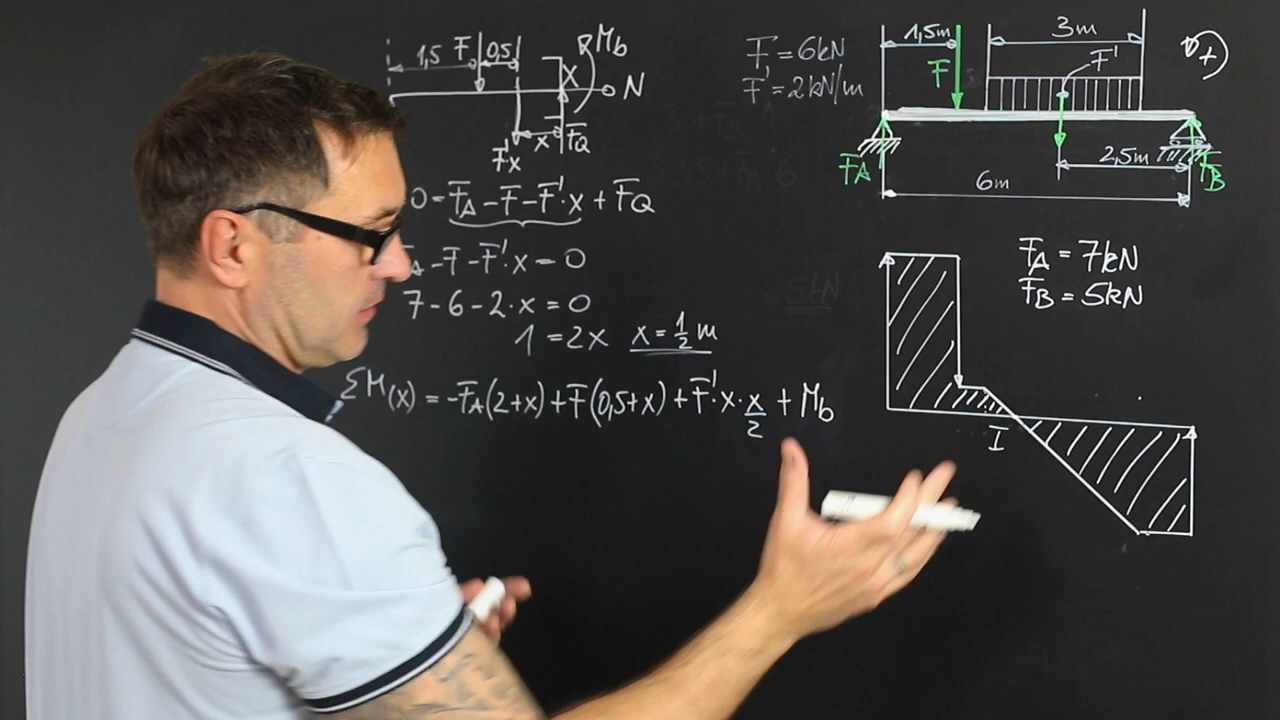 1,5 F 0,5 Mb
x N
F'x x FQ
0 = FA - F - F'·x + FQ
A - F - F'·x = 0
7 - 6 - 2·x = 0
1 = 2x x = 1/2 m
ΣM(x) = -FA(2+x) + F(0,5+x) + F'·x·x/2 + Mb
F = 6kN
F' = 2kN/m
1,5m 3m +
F F'
FA 2,5m FB
6m
FA = 7kN
FB = 5kN
I
= 5kN